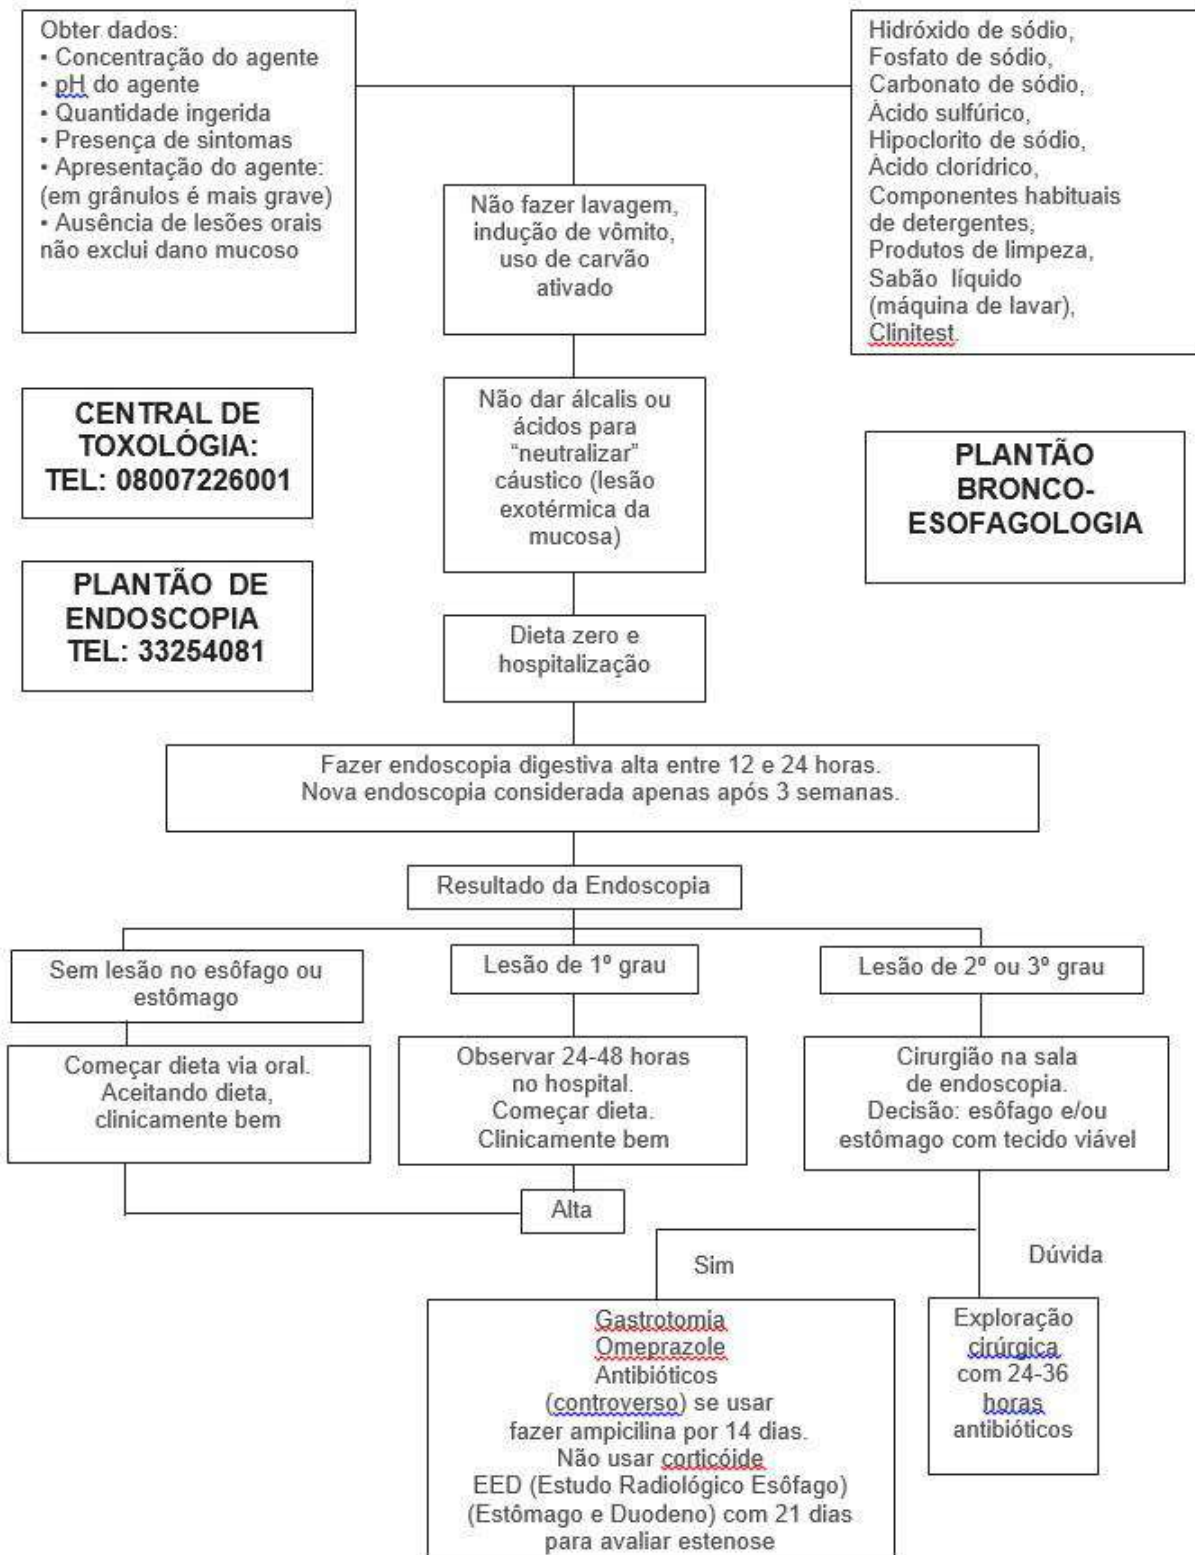 Obter dados:
• Concentração do agente
• pH do agente
• Quantidade ingerida
• Presença de sintomas
• Apresentação do agente:
(em grânulos é mais grave)
• Ausência de lesões orais
não exclui dano mucoso
Hidróxido de sódio,
Fosfato de sódio,
Carbonato de sódio,
Àcido sulfúrico,
Hipoclorito de sódio,
Àcido clorídrico,
Componentes habituais
de detergentes,
Produtos de limpeza,
Sabão líquido
(máquina de lavar),
Clinitest.
Não fazer lavagem,
indução de vômito,
uso de carvão
ativado
CENTRAL DE
TOXOLÓGIA:
TEL: 08007226001
Não dar álcalis ou
ácidos para
“neutralizar”
cáustico (lesão
exotérmica da
mucosa)
PLANTÃO
BRONCO-
ESOFAGOLOGIA
PLANTÃO DE
ENDOSCOPIA
TEL: 33254081
Dieta zero e
hospitalização
Fazer endoscopia digestiva alta entre 12 e 24 horas.
Nova endoscopia considerada apenas após 3 semanas.
Resultado da Endoscopia
Sem lesão no esôfago ou
estômago
Lesão de 1º grau
Lesão de 2º ou 3º grau
Começar dieta via oral.
Aceitando dieta,
clinicamente bem
Observar 24-48 horas
no hospital.
Começar dieta.
Clinicamente bem
Cirurgião na sala
de endoscopia.
Decisão: esôfago e/ou
estômago com tecido viável
Alta
Sim
Dúvida
Gastrotomia
Omeprazole
Antibióticos
(controverso) se usar
fazer ampicilina por 14 dias.
Não usar corticóide
EED (Estudo Radiológico Esôfago)
(Estômago e Duodeno) com 21 dias
para avaliar estenose
Exploração
cirúrgica
com 24-36
horas
antibióticos